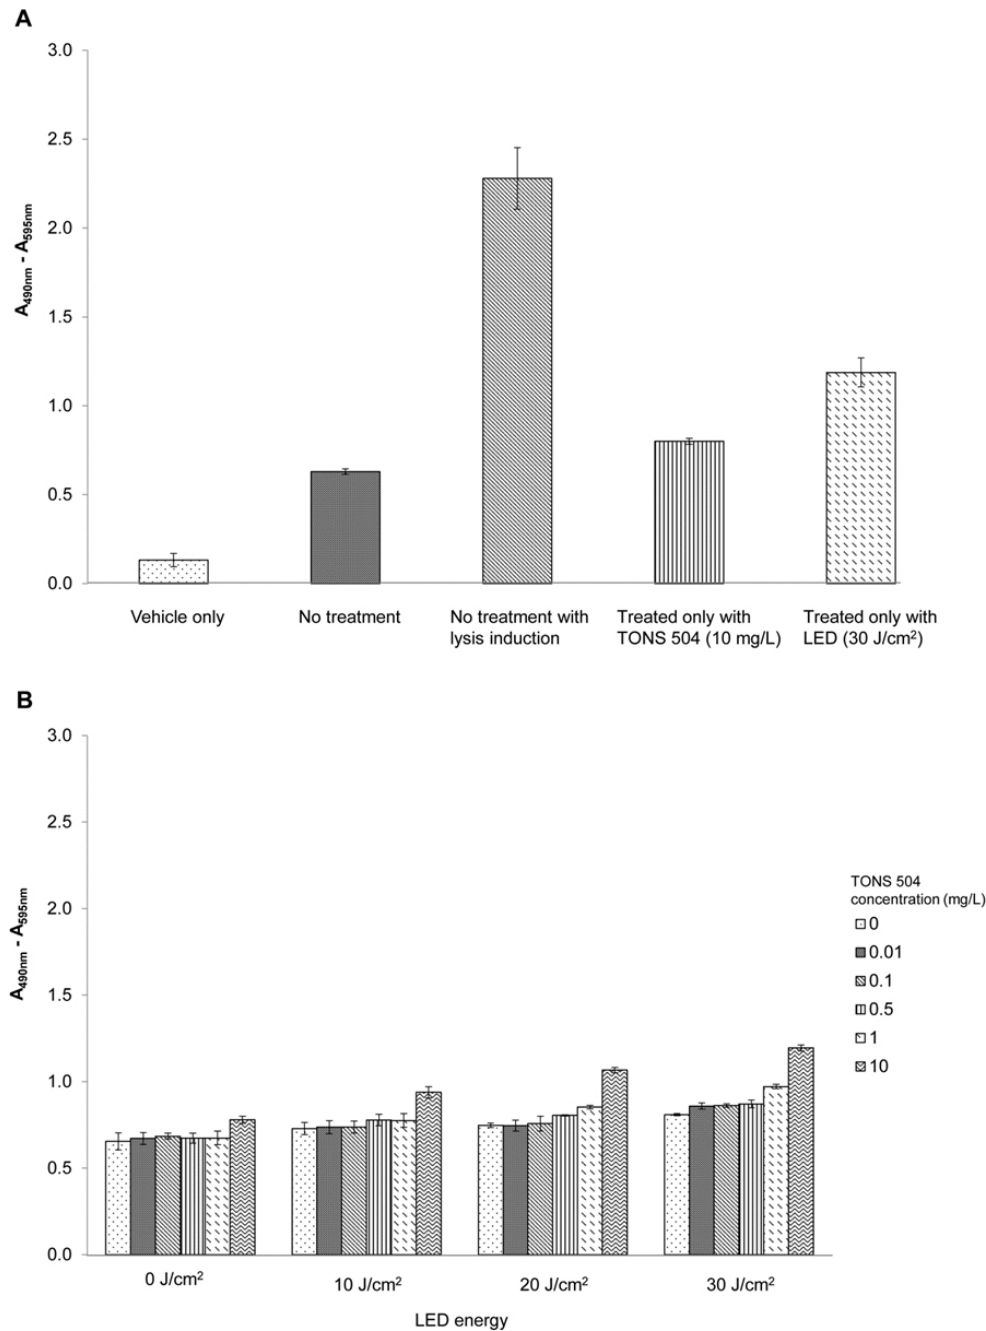 A
3.0
2.5
2.0
1.5
1.0
0.5
0.0
A490nm - A595nm
Vehicle only
No treatment
No treatment with
lysis induction
Treated only with
TONS 504 (10 mg/L)
Treated only with
LED (30 J/cm²)
B
3.0
2.5
2.0
1.5
1.0
0.5
0.0
A490nm - A595nm
0 J/cm²
10 J/cm²
20 J/cm²
30 J/cm²
LED energy
TONS 504
concentration (mg/L)
0
0.01
0.1
0.5
1
10